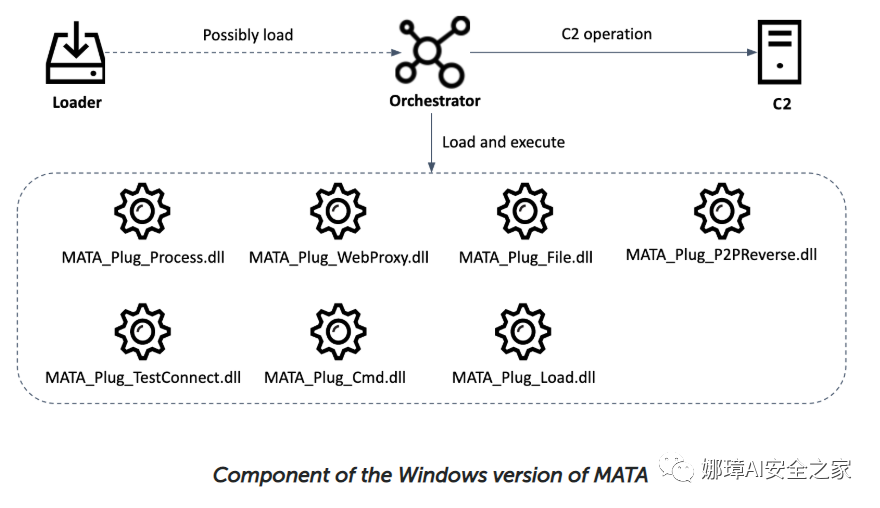 Possibly load
C2 operation
Loader
Orchestrator
C2
Load and execute
MATA_Plug_Process.dll
MATA_Plug_WebProxy.dll
MATA_Plug_File.dll
MATA_Plug_P2PReverse.dll
MATA_Plug_TestConnect.dll
MATA_Plug_Cmd.dll
MATA_Plug_Load.dll
Component of the Windows version of MATA
娜璋AI安全之家